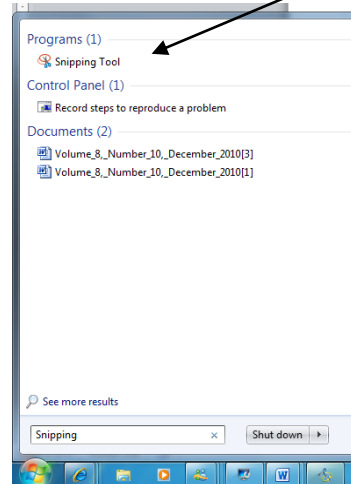 Programs (1)
Snipping Tool
Control Panel (1)
Record steps to reproduce a problem
Documents (2)
Volume_8,_Number_10,_December_2010[3]
Volume_8,_Number_10,_December_2010[1]
See more results
Snipping
Shut down